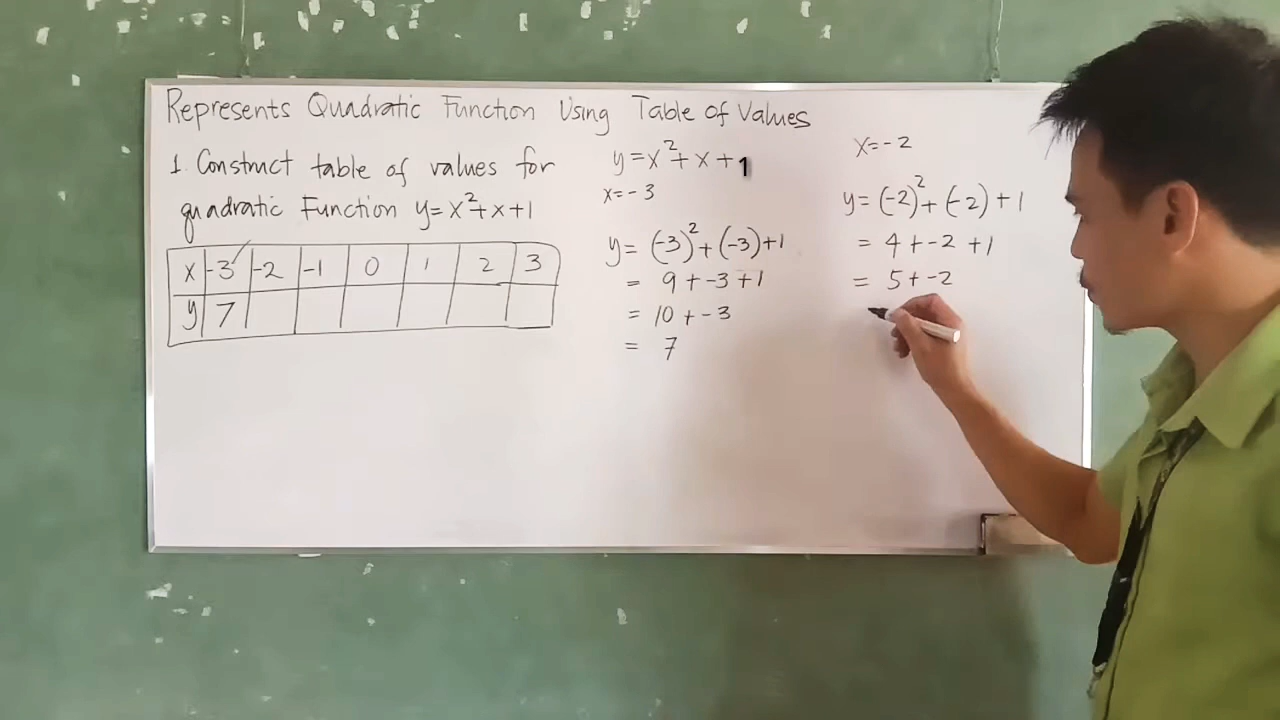 Represents Quadratic Function Using Table of Values
1. Construct table of values for
quadratic Function y=x²+x+1
x -3 -2 -1 0 1 2 3
y 7
y=x²+x+1
x=-3
y= (-3)²+(-3)+1
= 9+-3+1
= 10+-3
= 7
x=-2
y=(-2)²+(-2)+1
= 4+-2+1
= 5+-2